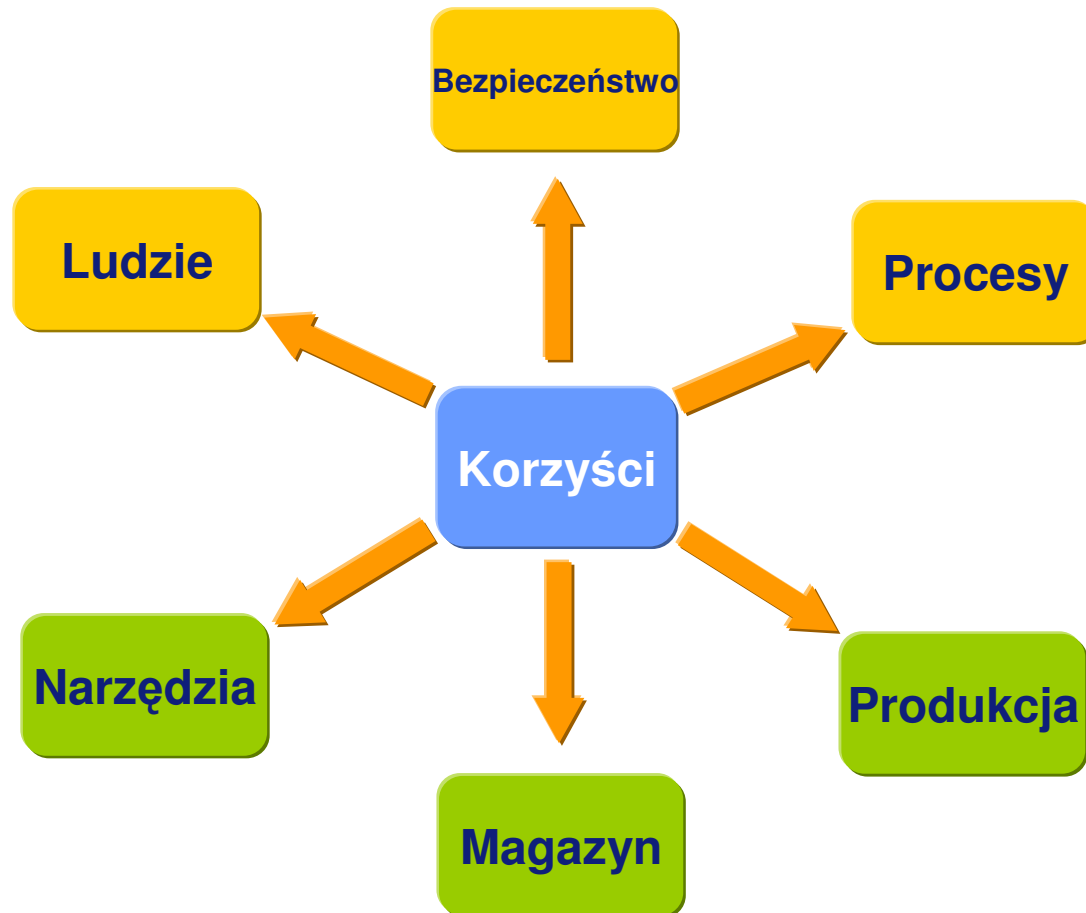 Bezpieczeństwo
Ludzie
Procesy
Korzyści
Narzędzia
Produkcja
Magazyn